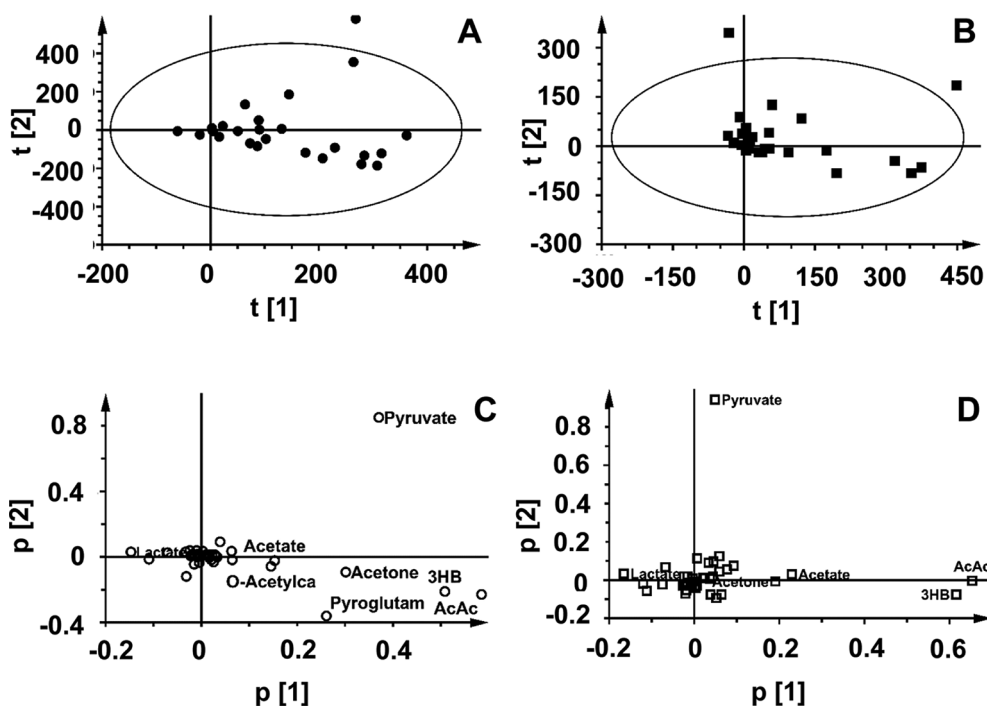 A
400
200
0
-200
-400
t [2]
-200 0 200 400
t [1]
B
300
150
0
-150
-300
t [2]
-300 -150 0 150 300 450
t [1]
C
0.8
0.4
0
-0.4
p [2]
Pyruvate
Lactate
Acetate
O-Acetylca
Acetone
3HB
Pyroglutam
AcAc
-0.2 0 0.2 0.4
p [1]
D
0.8
0.6
0.4
0.2
0
-0.2
p [2]
Pyruvate
Lactate
Acetone
Acetate
AcAc
3HB
-0.2 0 0.2 0.4 0.6
p [1]